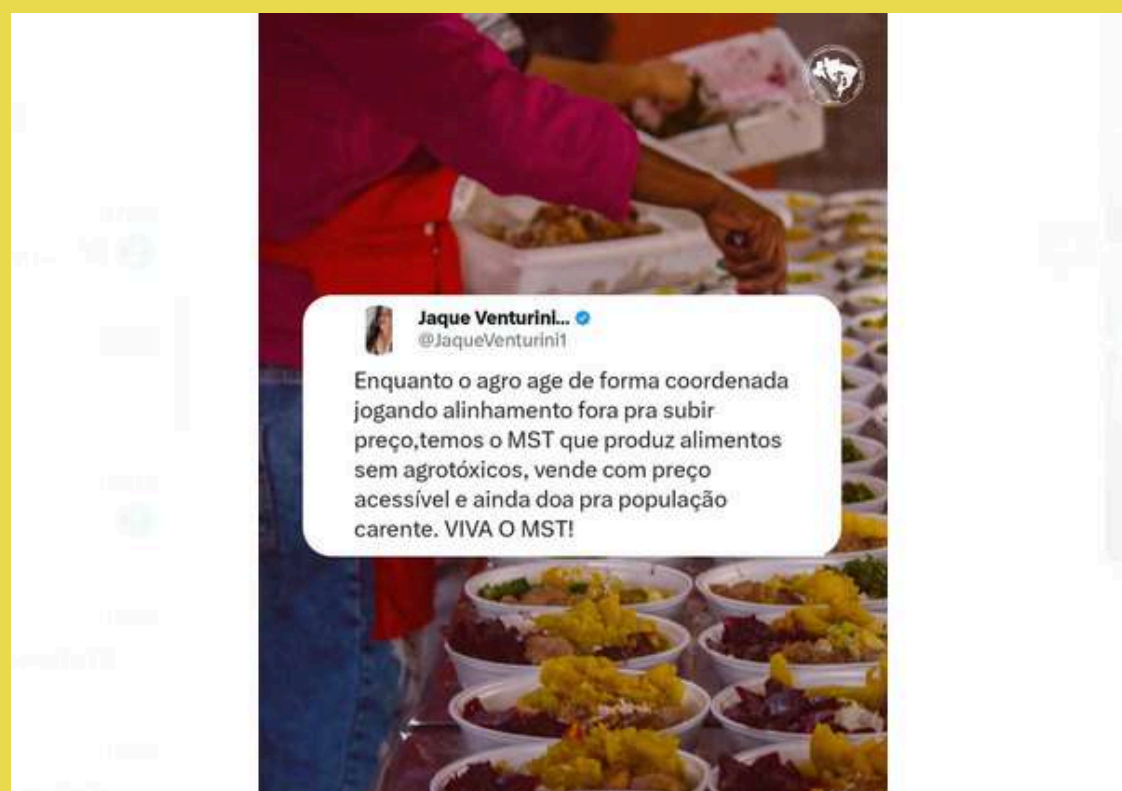 Jaque Venturini...
@JaqueVenturini1
Enquanto o agro age de forma coordenada
jogando alinhamento fora pra subir
preço,temos o MST que produz alimentos
sem agrotóxicos, vende com preço
acessível e ainda doa pra população
carente. VIVA O MST!